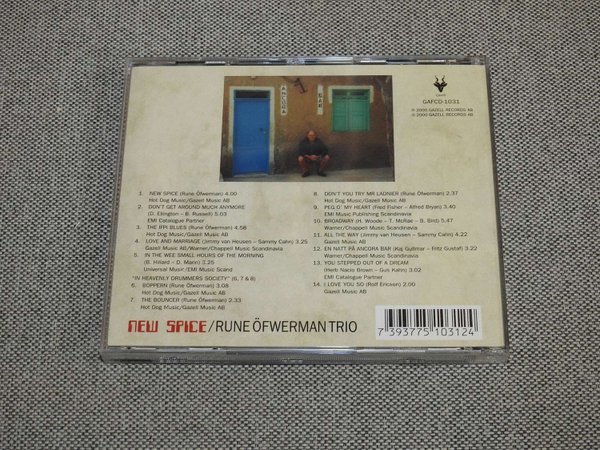 ANCORA
BAR
Gazell
GAFCD-1031
℗ 2000 GAZELL RECORDS AB
© 2000 GAZELL RECORDS AB
1. NEW SPICE (Rune Öfwerman) 4.00
Hot Dog Music/Gazell Music AB
2. DON'T GET AROUND MUCH ANYMORE
(D. Ellington – B. Russell) 5.03
EMI Catalogue Partner
3. THE IPI BLUES (Rune Öfwerman) 4.56
Hot Dog Music/Gazell Music AB
4. LOVE AND MARRIAGE (Jimmy van Heusen – Sammy Cahn) 3.25
Gazell Music AB/Warner/Chappell Music Scandinavia
5. IN THE WEE SMALL HOURS OF THE MORNING
(B. Hiliard – D. Mann) 3.25
Universal Music/EMI Music Scand
"IN HEAVENLY DRUMMERS SOCIETY" (6, 7 & 8)
6. BOPPERN (Rune Öfwerman) 3.08
Hot Dog Music/Gazell Music AB
7. THE BOUNCER (Rune Öfwerman) 2.33
Hot Dog Music/Gazell Music AB
8. DON'T YOU TRY MR LADNIER (Rune Öfwerman) 2.37
Hot Dog Music/Gazell Music AB
9. PEG O' MY HEART (Fred Fisher – Alfred Bryan) 3.40
EMI Music Publishing Scandinavia
10. BROADWAY (H. Woode – T. McRae – B. Bird) 5.47
Warner/Chappell Music Scandinavia
11. ALL THE WAY (Jimmy van Heusen – Sammy Cahn) 4.22
Gazell Music AB
12. EN NATT PÅ ANCORA BAR (Kaj Gullmar – Fritz Gustaf) 3.22
Warner/Chappell Music Scandinavia
13. YOU STEPPED OUT OF A DREAM
(Herb Nacio Brown – Gus Kahn) 3.02
EMI Catalogue Partner
14. I LOVE YOU SO (Rolf Ericson) 2.00
Gazell Music AB
NEW SPICE/RUNE ÖFWERMAN TRIO
7 393775 103124